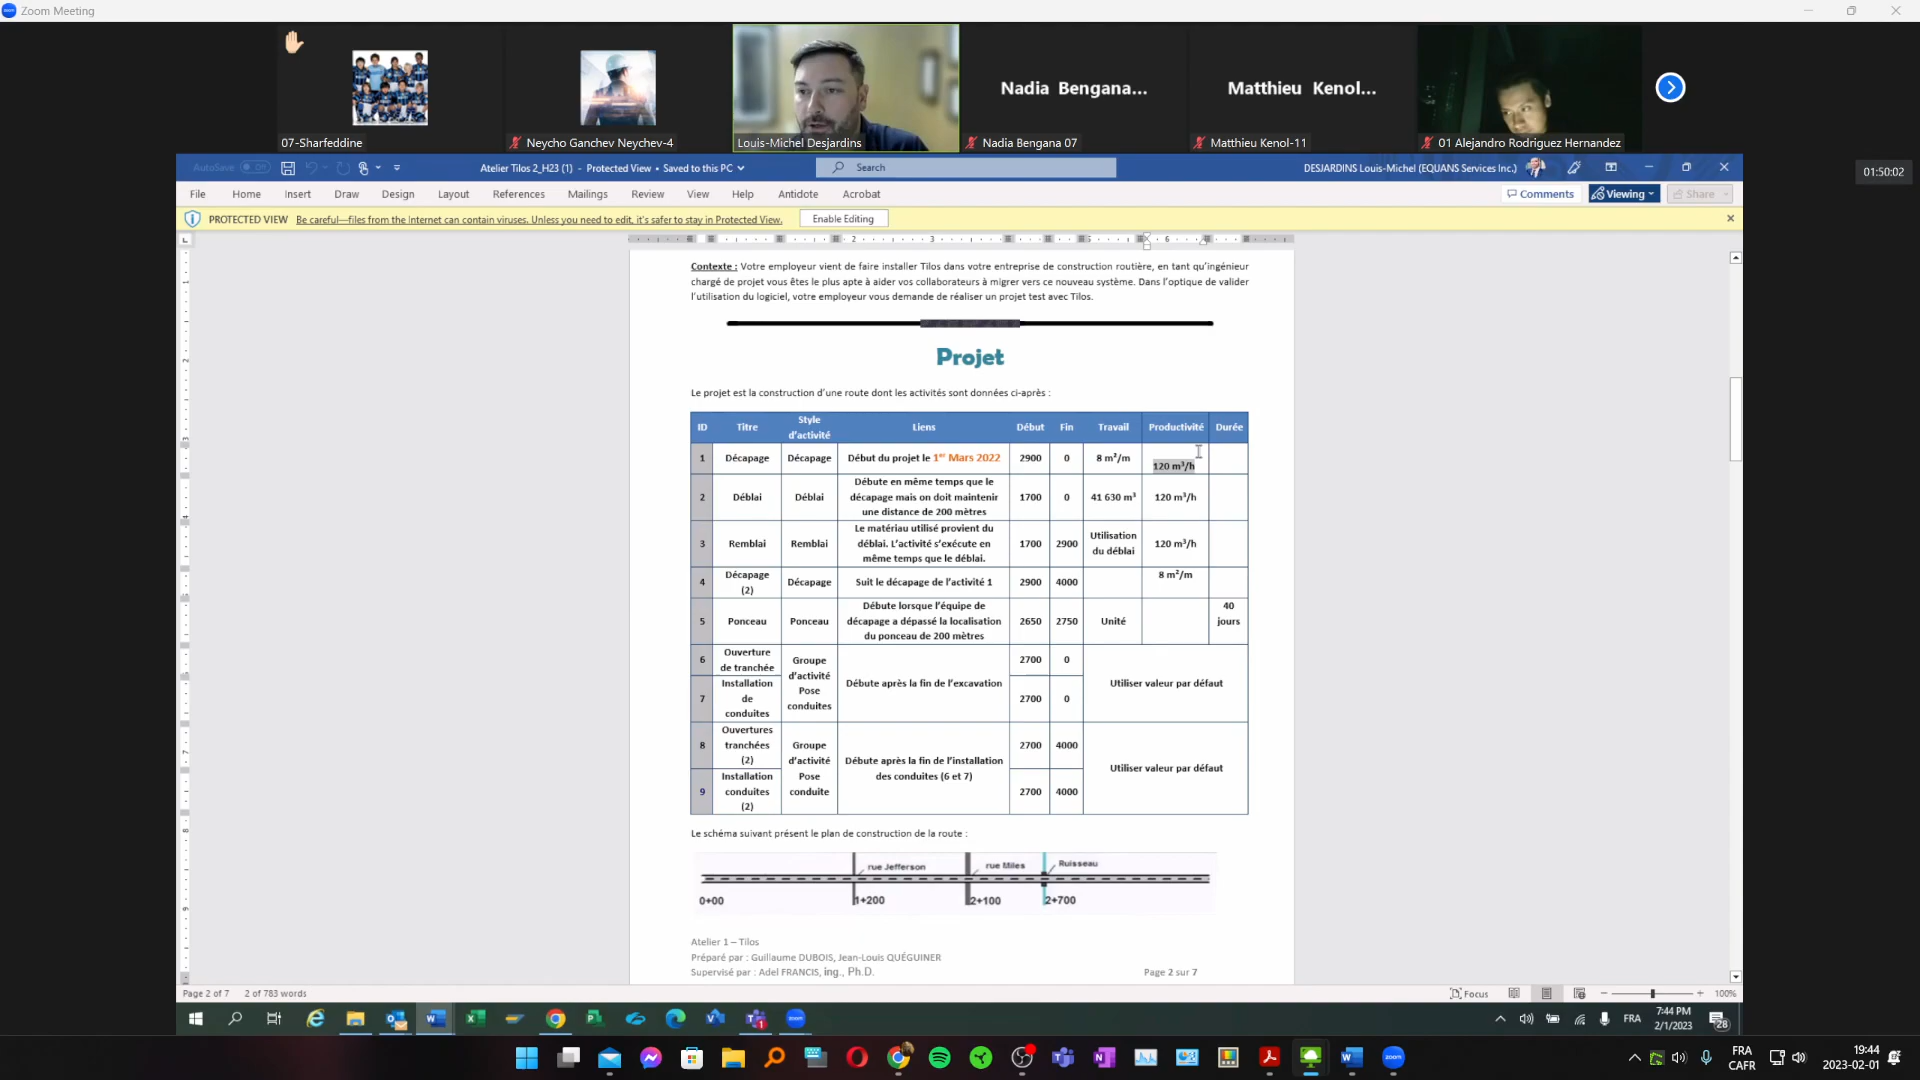 Zoom Meeting
07-Sharfeddine
Neycho Ganchev Neychev-4
Louis-Michel Desjardins
Nadia Bengana...
Nadia Bengana 07
Matthieu Kenol...
Matthieu Kenol-11
01 Alejandro Rodriguez Hernandez
01:50:02
AutoSave Off
Atelier Tilos 2_H23 (1) - Protected View • Saved to this PC
Search
DESJARDINS Louis-Michel (EQUANS Services Inc.)
File Home Insert Draw Design Layout References Mailings Review View Help Antidote Acrobat
Comments Viewing Share
PROTECTED VIEW Be careful—files from the Internet can contain viruses. Unless you need to edit, it's safer to stay in Protected View. Enable Editing
Contexte : Votre employeur vient de faire installer Tilos dans votre entreprise de construction routière, en tant qu'ingénieur
chargé de projet vous êtes le plus apte à aider vos collaborateurs à migrer vers ce nouveau système. Dans l'optique de valider
l'utilisation du logiciel, votre employeur vous demande de réaliser un projet test avec Tilos.
Projet
Le projet est la construction d'une route dont les activités sont données ci-après :
ID Titre Style d'activité Liens Début Fin Travail Productivité Durée
1 Décapage Décapage Début du projet le 1er Mars 2022 2900 0 8 m²/m 120 m³/h
2 Déblai Déblai Débute en même temps que le
décapage mais on doit maintenir
une distance de 200 mètres 1700 0 41 630 m³ 120 m³/h
3 Remblai Remblai Le matériau utilisé provient du
déblai. L'activité s'exécute en
même temps que le déblai. 1700 2900 Utilisation
du déblai 120 m³/h
4 Décapage
(2) Décapage Suit le décapage de l'activité 1 2900 4000 8 m²/m
5 Ponceau Ponceau Débute lorsque l'équipe de
décapage a dépassé la localisation
du ponceau de 200 mètres 2650 2750 Unité 40
jours
6 Ouverture
de tranchée Groupe
d'activité
Pose
conduites Début après la fin de l'excavation 2700 0 Utiliser valeur par défaut
7 Installation
de
conduites 2700 0
8 Ouvertures
tranchées
(2) Groupe
d'activité
Pose
conduite Débute après la fin de l'installation
des conduites (6 et 7) 2700 4000 Utiliser valeur par défaut
9 Installation
conduites
(2) 2700 4000
Le schéma suivant présent le plan de construction de la route :
rue Jefferson rue Miles Ruisseau
0+00 1+200 2+100 2+700
Atelier 1 – Tilos
Préparé par : Guillaume DUBOIS, Jean-Louis QUÉGUINER
Supervisé par : Adel FRANCIS, ing., Ph.D. Page 2 sur 7
Page 2 of 7 2 of 783 words Focus 100%
FRA 7:44 PM
2/1/2023 28
FRA
CAFR 19:44
2023-02-01